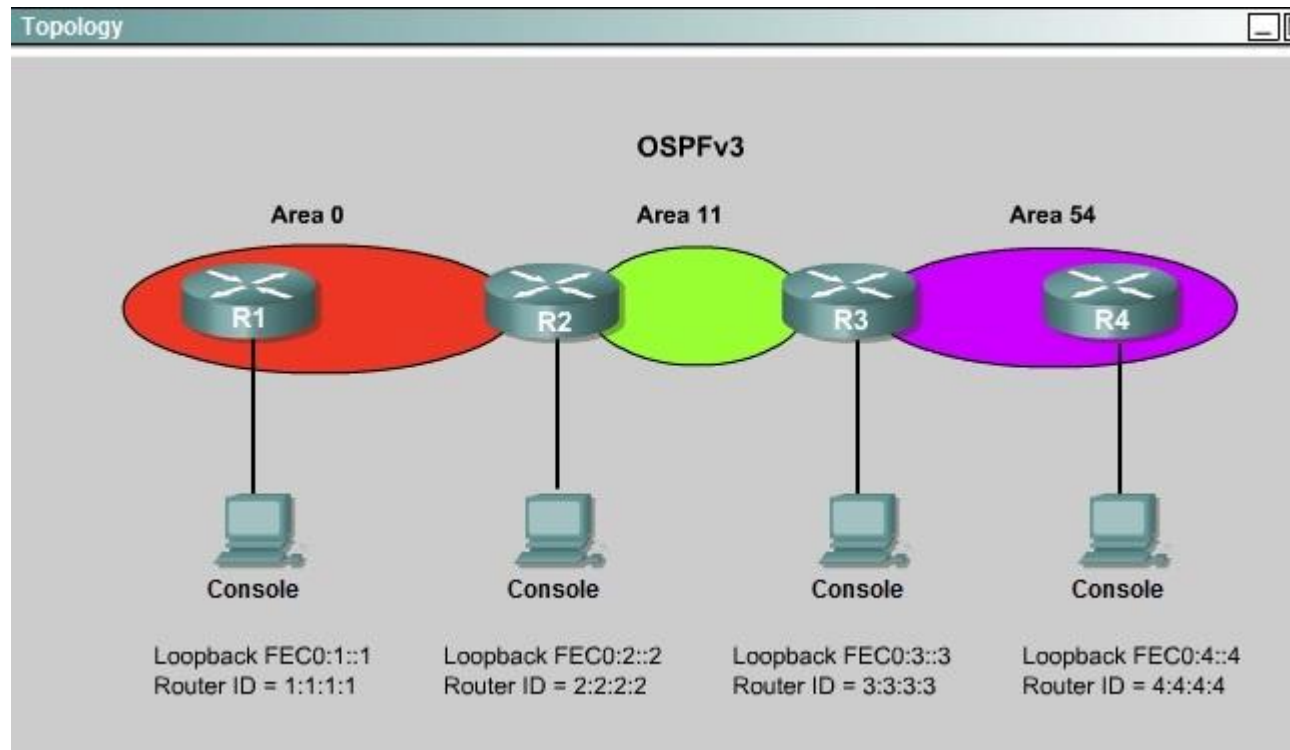 Topology
OSPFv3
Area 0
Area 11
Area 54
R1
R2
R3
R4
Console
Console
Console
Console
Loopback FEC0:1::1
Router ID = 1:1:1:1
Loopback FEC0:2::2
Router ID = 2:2:2:2
Loopback FEC0:3::3
Router ID = 3:3:3:3
Loopback FEC0:4::4
Router ID = 4:4:4:4